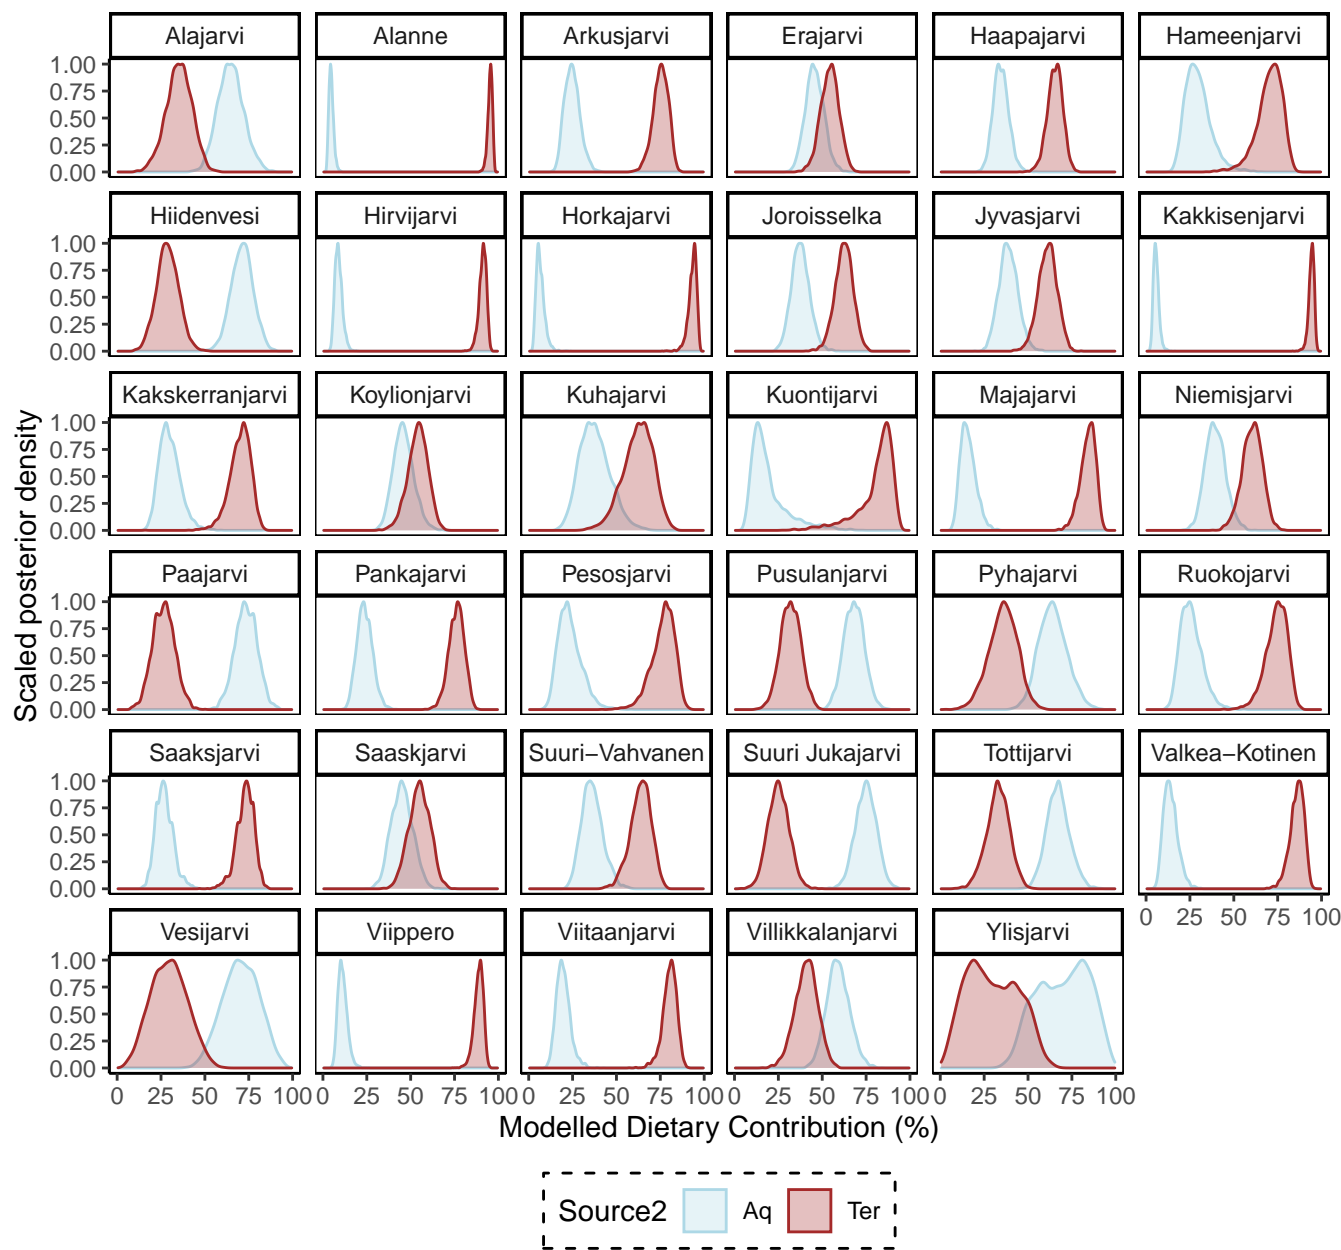 Alajarvi Alanne Arkusjarvi Erajarvi Haapajarvi Hameenjarvi
1.00
0.75
0.50
0.25
0.00
Hiidenvesi Hirvijarvi Horkajarvi Joroisselka Jyvasjarvi Kakkisenjarvi
1.00
0.75
0.50
0.25
0.00
Kakskerranjarvi Koylionjarvi Kuhajarvi Kuontijarvi Majajarvi Niemisjarvi
1.00
0.75
0.50
0.25
0.00
Scaled posterior density
Paajarvi Pankajarvi Pesosjarvi Pusulanjarvi Pyhajarvi Ruokojarvi
1.00
0.75
0.50
0.25
0.00
Saaksjarvi Saaskjarvi Suuri−Vahvanen Suuri Jukajarvi Tottijarvi Valkea−Kotinen
1.00
0.75
0.50
0.25
0.00
0 25 50 75 100
Vesijarvi Viippero Viitaanjarvi Villikkalanjarvi Ylisjarvi
1.00
0.75
0.50
0.25
0.00
0 25 50 75 100 0 25 50 75 100 0 25 50 75 100 0 25 50 75 100 0 25 50 75 100
Modelled Dietary Contribution (%)
Source2 Aq Ter